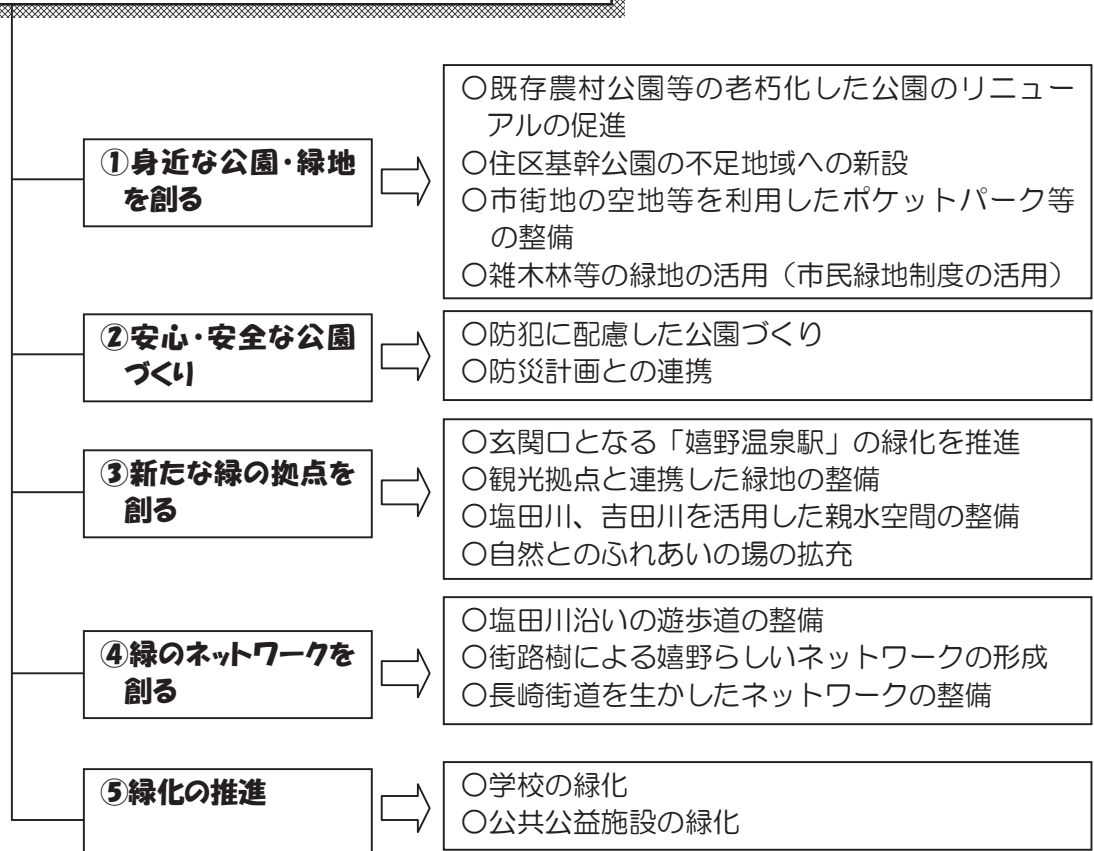 ①身近な公園・緑地
を創る
○既存農村公園等の老朽化した公園のリニュー
アルの促進
○住区基幹公園の不足地域への新設
○市街地の空地等を利用したポケットパーク等
の整備
○雑木林等の緑地の活用（市民緑地制度の活用）
②安心・安全な公園
づくり
○防犯に配慮した公園づくり
○防災計画との連携
③新たな緑の拠点を
創る
○玄関口となる「嬉野温泉駅」の緑化を推進
○観光拠点と連携した緑地の整備
○塩田川、吉田川を活用した親水空間の整備
○自然とのふれあいの場の拡充
④緑のネットワークを
創る
○塩田川沿いの遊歩道の整備
○街路樹による嬉野らしいネットワークの形成
○長崎街道を生かしたネットワークの整備
⑤緑化の推進
○学校の緑化
○公共公益施設の緑化